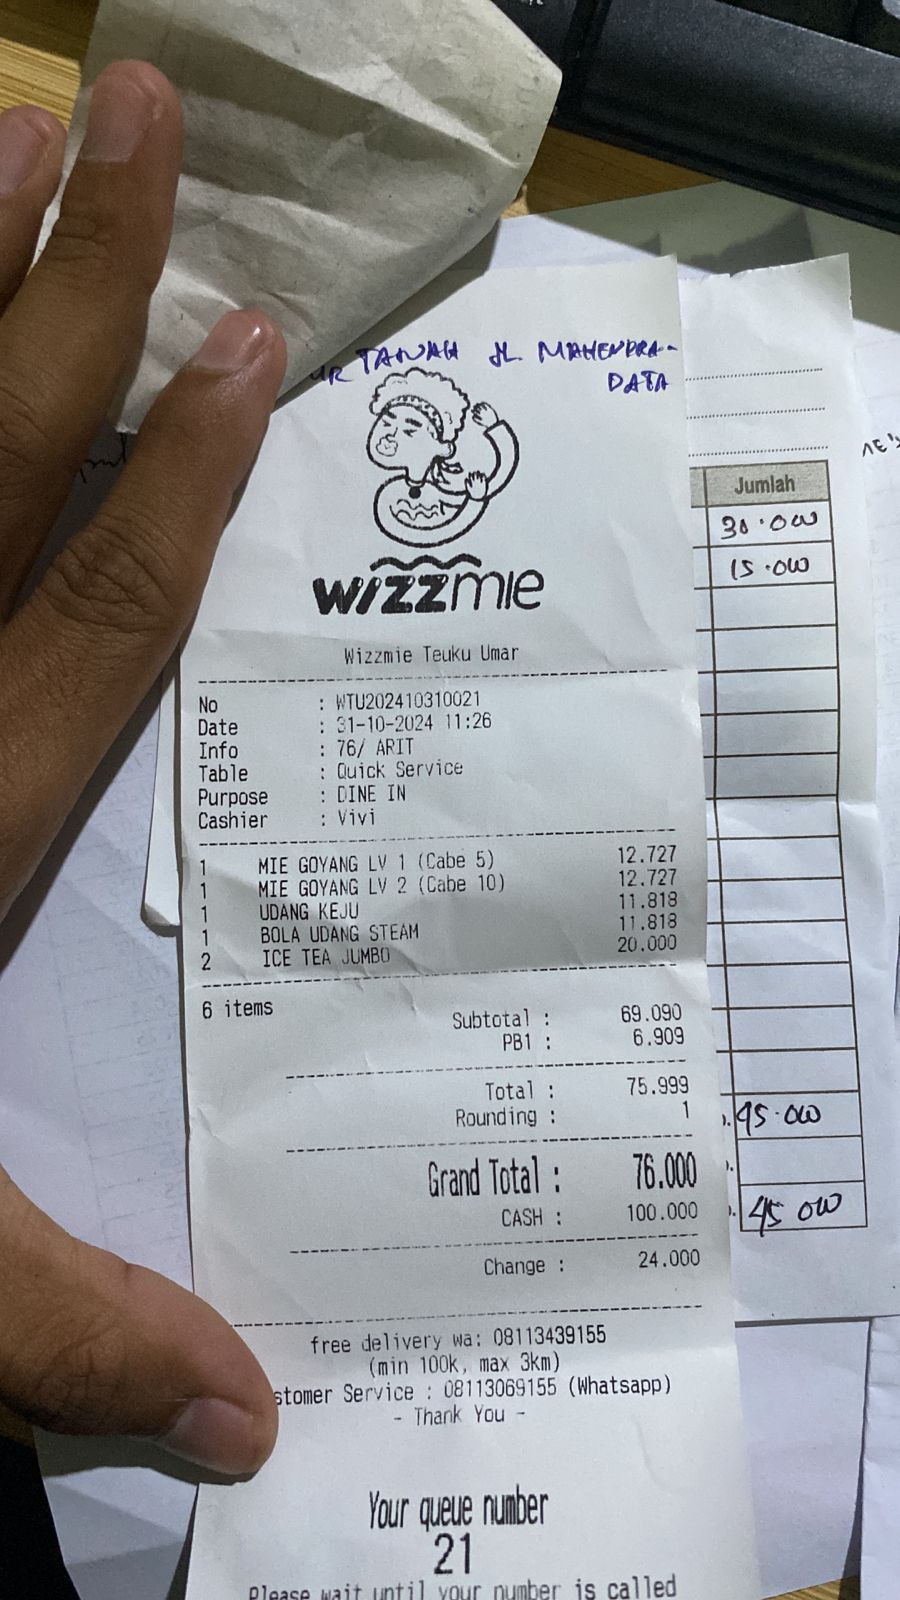 UR TANAH JL. MAHENDRA-
DATA
wizzmie
Wizzmie Teuku Umar
No : WTU202410310021
Date : 31-10-2024 11:26
Info : 76/ ARIT
Table : Quick Service
Purpose : DINE IN
Cashier : Vivi
1 MIE GOYANG LV 1 (Cabe 5) 12.727
1 MIE GOYANG LV 2 (Cabe 10) 12.727
1 UDANG KEJU 11.818
1 BOLA UDANG STEAM 11.818
2 ICE TEA JUMBO 20.000
6 items
Subtotal : 69.090
PB1 : 6.909
Total : 75.999
Rounding : 1
Grand Total : 76.000
CASH : 100.000
Change : 24.000
free delivery wa: 08113439155
(min 100k, max 3km)
stomer Service : 08113069155 (Whatsapp)
- Thank You -
Your queue number
21
Please wait until your number is called
Jumlah
30.000
15.000
45.000
45 000